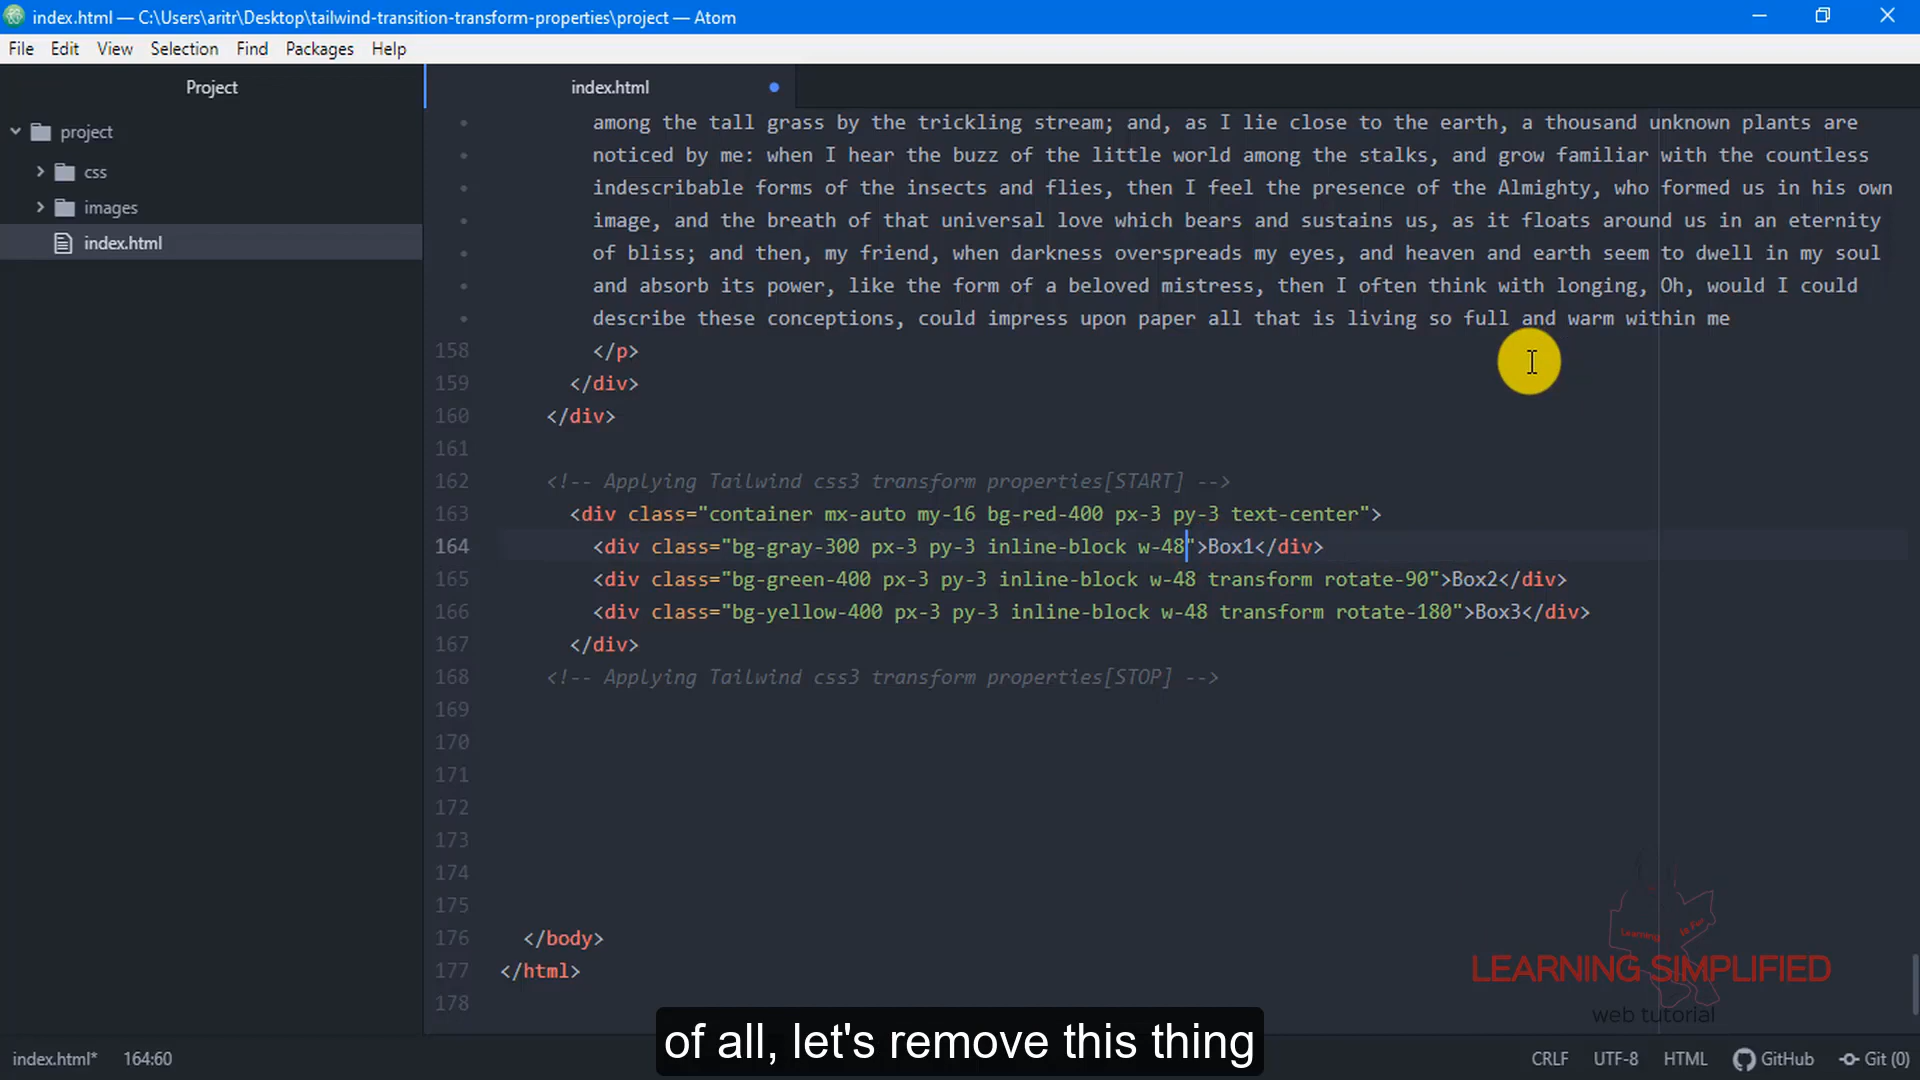 index.html — C:\Users\aritr\Desktop\tailwind-transition-transform-properties\project — Atom
File Edit View Selection Find Packages Help
Project
project
css
images
index.html
index.html
among the tall grass by the trickling stream; and, as I lie close to the earth, a thousand unknown plants are
noticed by me: when I hear the buzz of the little world among the stalks, and grow familiar with the countless
indescribable forms of the insects and flies, then I feel the presence of the Almighty, who formed us in his own
image, and the breath of that universal love which bears and sustains us, as it floats around us in an eternity
of bliss; and then, my friend, when darkness overspreads my eyes, and heaven and earth seem to dwell in my soul
and absorb its power, like the form of a beloved mistress, then I often think with longing, Oh, would I could
describe these conceptions, could impress upon paper all that is living so full and warm within me
158 </p>
159 </div>
160 </div>
161
162 <!-- Applying Tailwind css3 transform properties[START] -->
163 <div class="container mx-auto my-16 bg-red-400 px-3 py-3 text-center">
164 <div class="bg-gray-300 px-3 py-3 inline-block w-48">Box1</div>
165 <div class="bg-green-400 px-3 py-3 inline-block w-48 transform rotate-90">Box2</div>
166 <div class="bg-yellow-400 px-3 py-3 inline-block w-48 transform rotate-180">Box3</div>
167 </div>
168 <!-- Applying Tailwind css3 transform properties[STOP] -->
169
170
171
172
173
174
175
176 </body>
177 </html>
178
Learning Is Fun
LEARNING SIMPLIFIED
web tutorial
of all, let's remove this thing
index.html* 164:60 CRLF UTF-8 HTML GitHub Git (0)